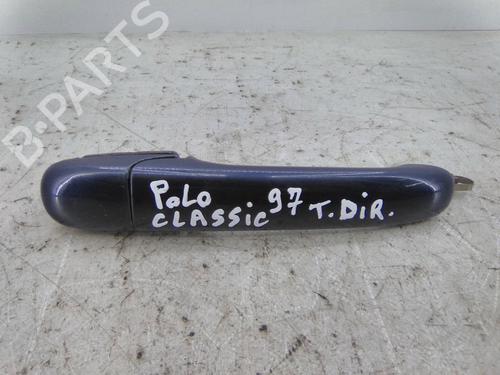 B-PARTS
POLO 97 T. DIR.
CLASSIC